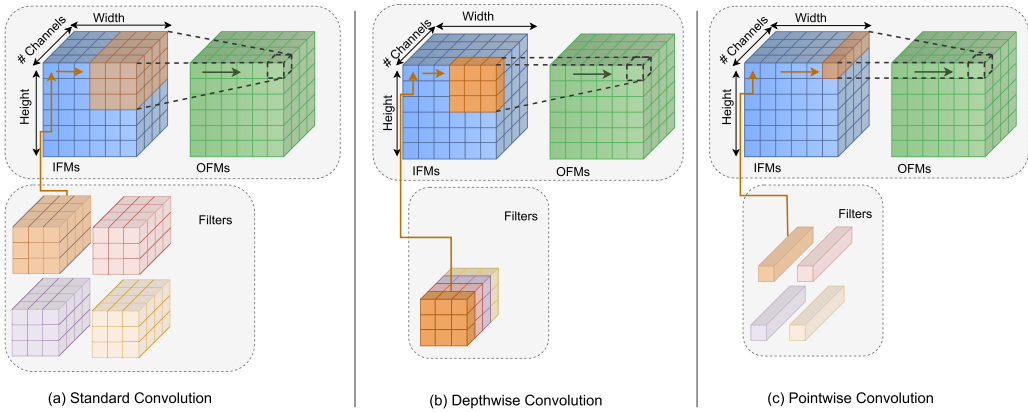 # Channels
Width
Height
IFMs
OFMs
Filters
(a) Standard Convolution
# Channels
Width
Height
IFMs
OFMs
Filters
(b) Depthwise Convolution
# Channels
Width
Height
IFMs
OFMs
Filters
(c) Pointwise Convolution